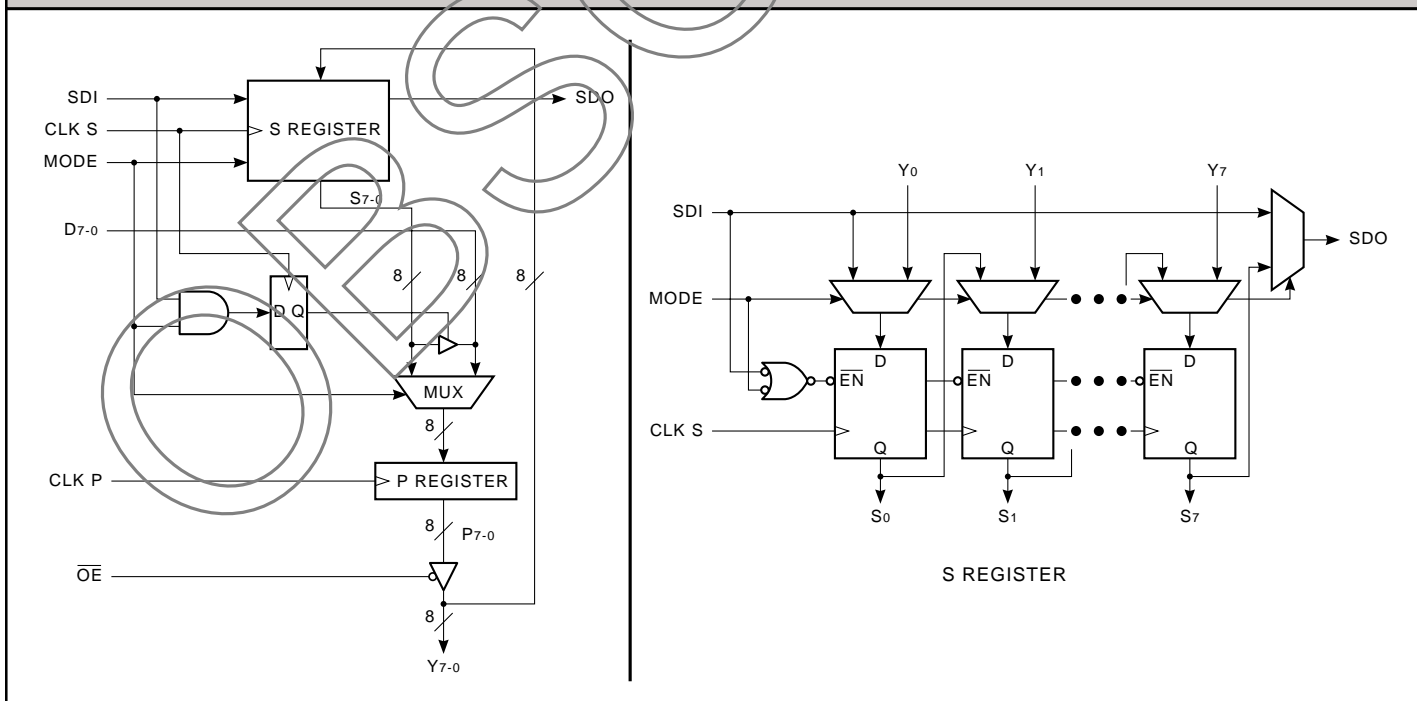 SDI
CLK S
MODE
S REGISTER
SDO
S7-0
D7-0
8
8
8
D Q
MUX
8
CLK P
P REGISTER
8
P7-0
OE
8
Y7-0
Y0
Y1
Y7
SDI
SDO
MODE
D
D
D
EN
EN
EN
CLK S
Q
Q
Q
S0
S1
S7
S REGISTER